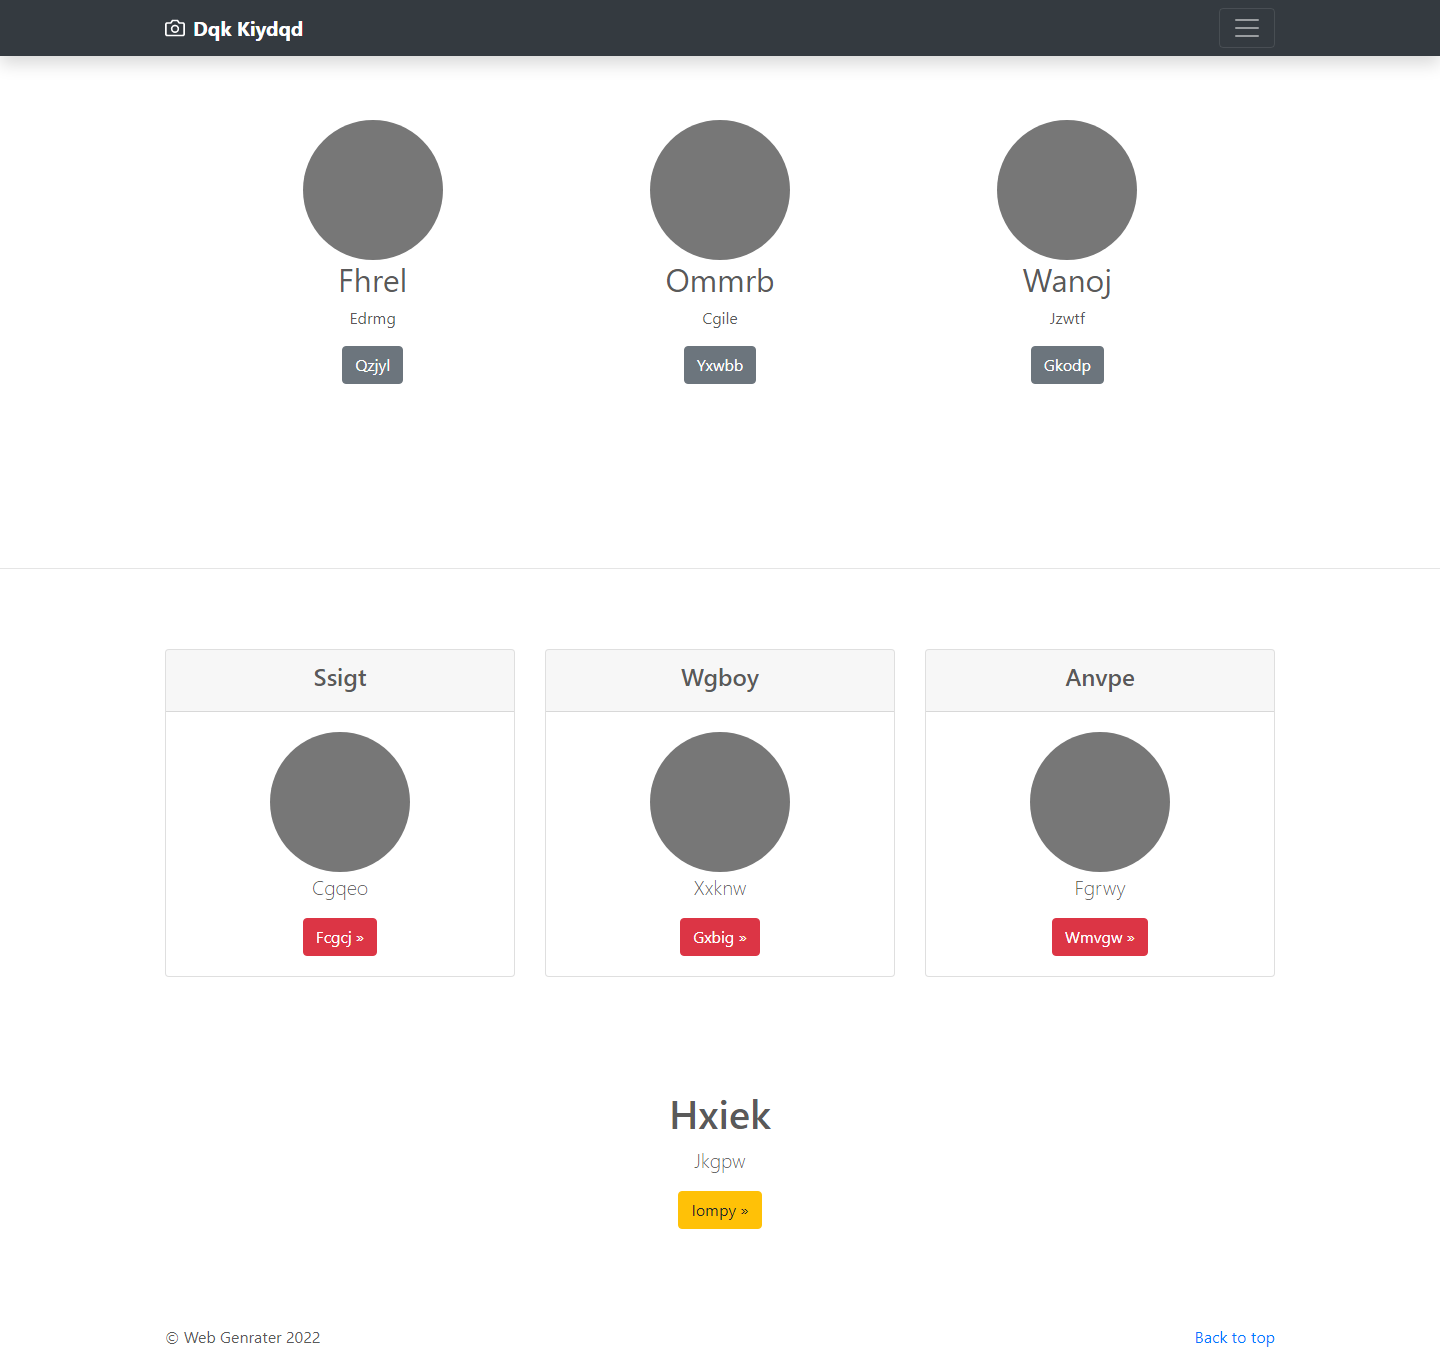 Dqk Kiydqd
Fhrel
Ommrb
Wanoj
Edrmg
Cgile
Jzwtf
Qzjyl
Yxwbb
Gkodp
Ssigt
Wgboy
Anvpe
Cgqeo
Xxknw
Fgrwy
Fcgcj »
Gxbig »
Wmvgw »
Hxiek
Jkgpw
Iompy »
© Web Genrater 2022
Back to top